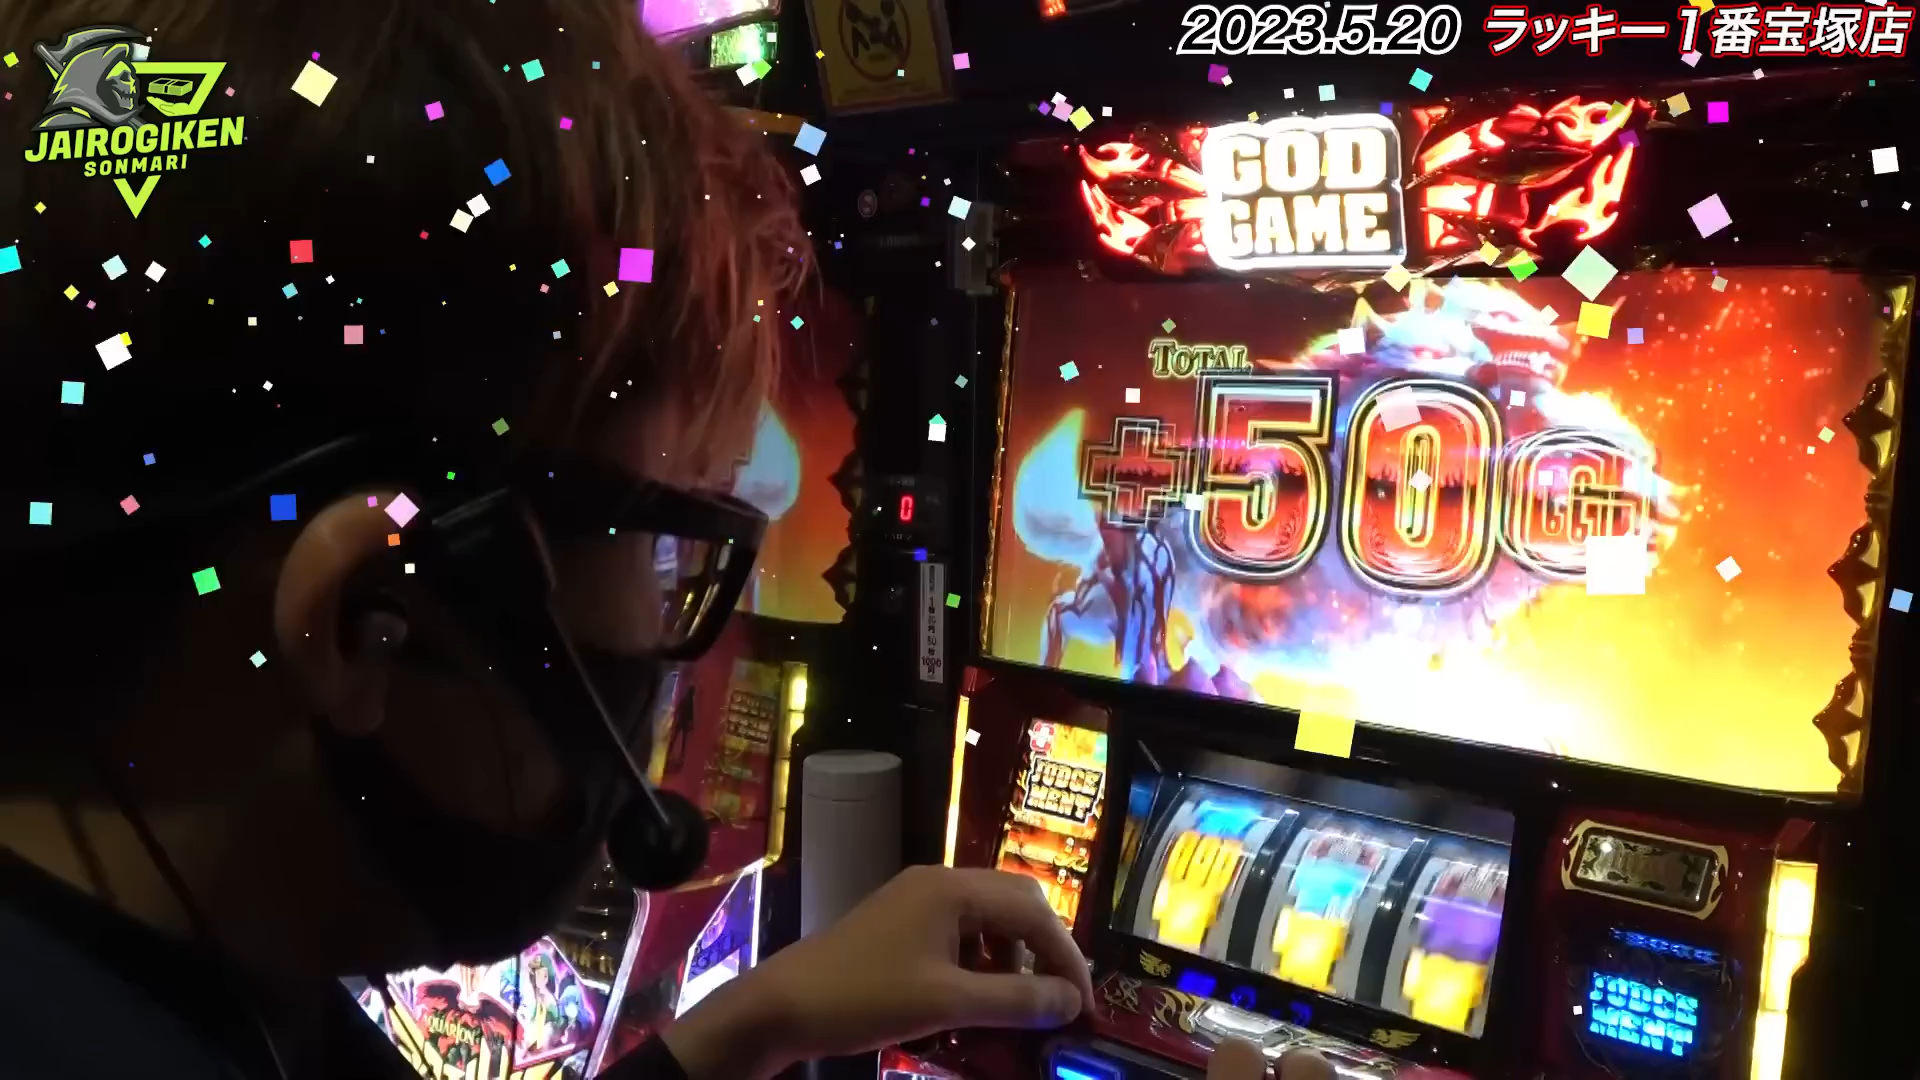 2023.5.20 ラッキー1番宝塚店
JAIROGIKEN
SONMARI
GOD
GAME
TOTAL
+50G
0
JUDGE
MENT
JUDGE
MENT
AQUARION